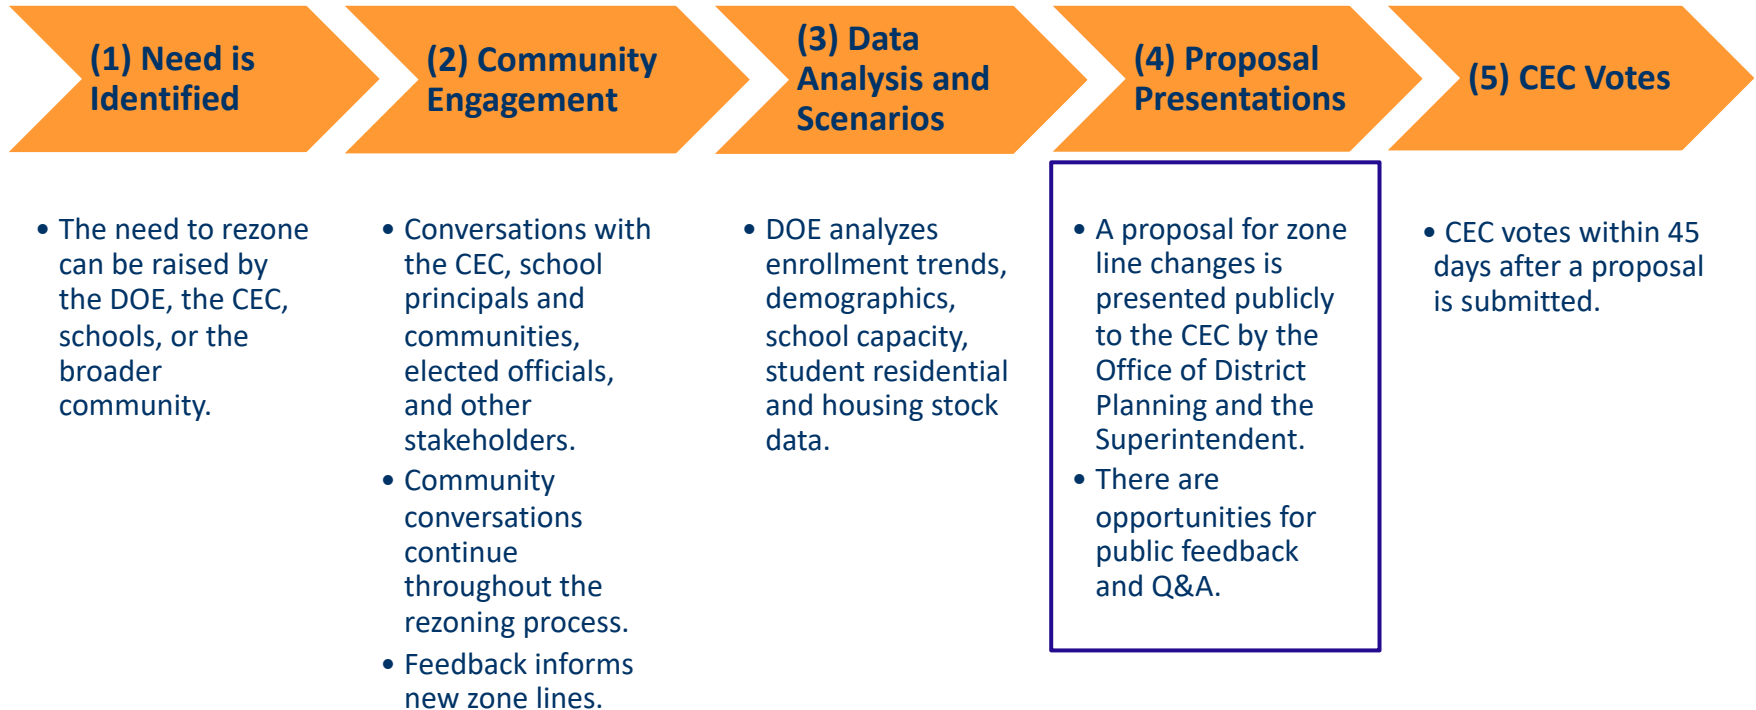 (1) Need is
Identified
• The need to rezone
can be raised by
the DOE, the CEC,
schools, or the
broader
community.
(2) Community
Engagement
• Conversations with
the CEC, school
principals and
communities,
elected officials,
and other
stakeholders.
• Community
conversations
continue
throughout the
rezoning process.
• Feedback informs
new zone lines.
(3) Data
Analysis and
Scenarios
• DOE analyzes
enrollment trends,
demographics,
school capacity,
student residential
and housing stock
data.
(4) Proposal
Presentations
• A proposal for zone
line changes is
presented publicly
to the CEC by the
Office of District
Planning and the
Superintendent.
• There are
opportunities for
public feedback
and Q&A.
(5) CEC Votes
• CEC votes within 45
days after a proposal
is submitted.